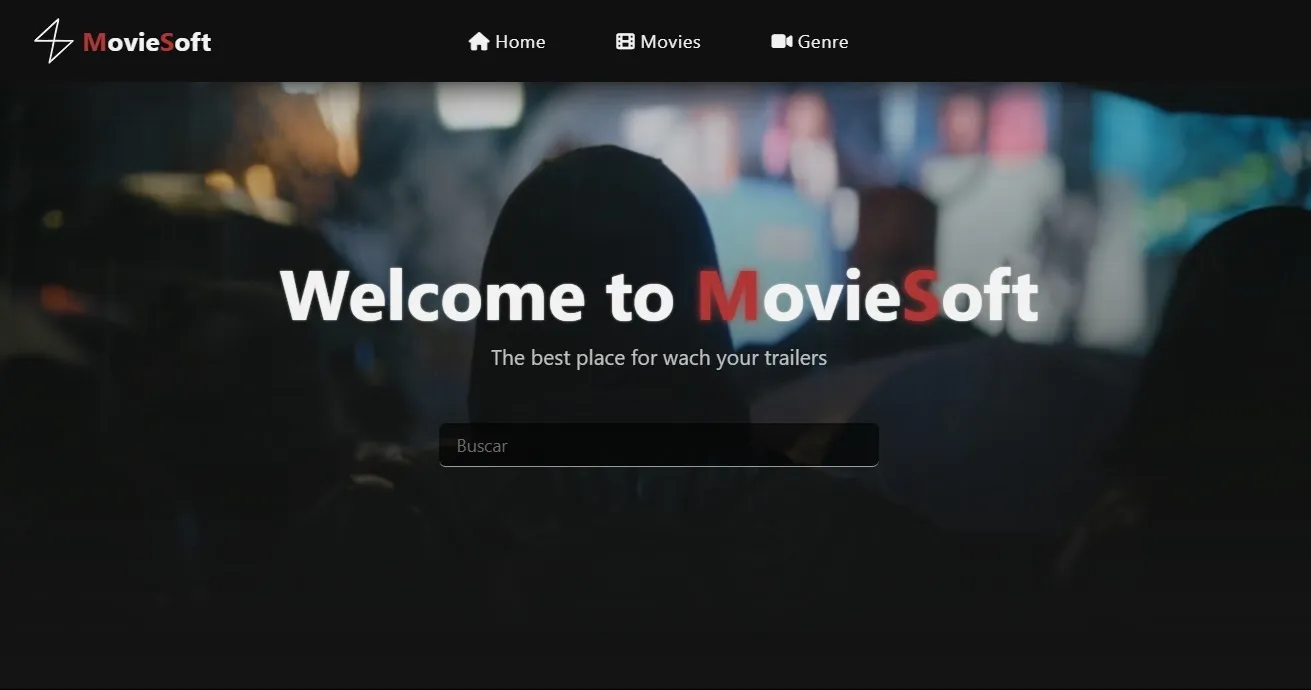 MovieSoft
Home Movies Genre
Welcome to MovieSoft
The best place for wach your trailers
Buscar